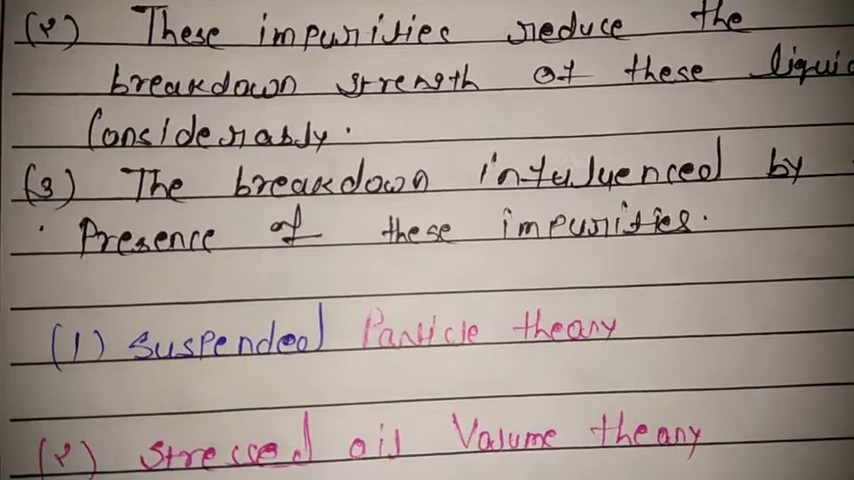 (2) These impurities reduce the
breakdown strength of these liquid
Considerably.
(3) The breakdown influenced by
Presence of these impurities.
(1) Suspended Particle theory
(2) Stressed oil Volume theory